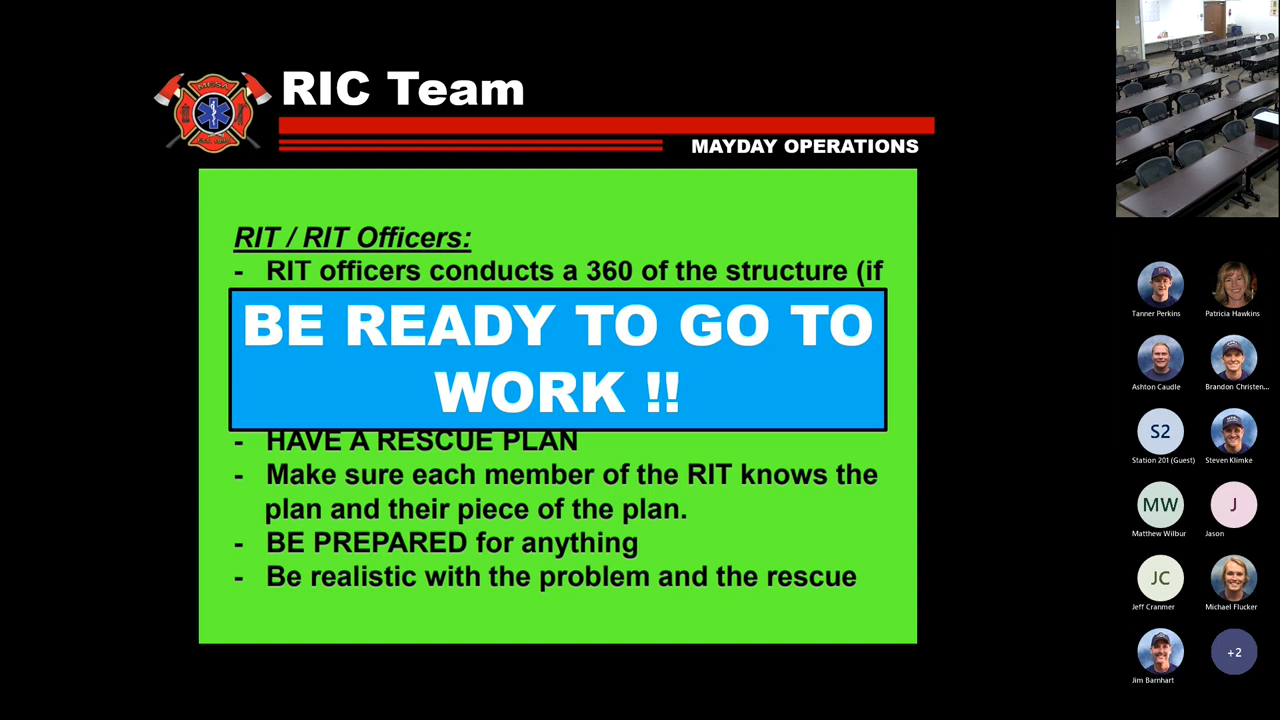 RIC Team
MESA
MAYDAY OPERATIONS
RIT / RIT Officers:
- RIT officers conducts a 360 of the structure (if
BE READY TO GO TO
WORK !!
- HAVE A RESCUE PLAN
- Make sure each member of the RIT knows the
plan and their piece of the plan.
- BE PREPARED for anything
- Be realistic with the problem and the rescue
Tanner Perkins
Patricia Hawkins
Ashton Caudle
Brandon Christen...
S2
Station 201 (Guest)
Steven Klimke
MW
Matthew Wilbur
J
Jason
JC
Jeff Cranmer
Michael Flucker
Jim Barnhart
+2